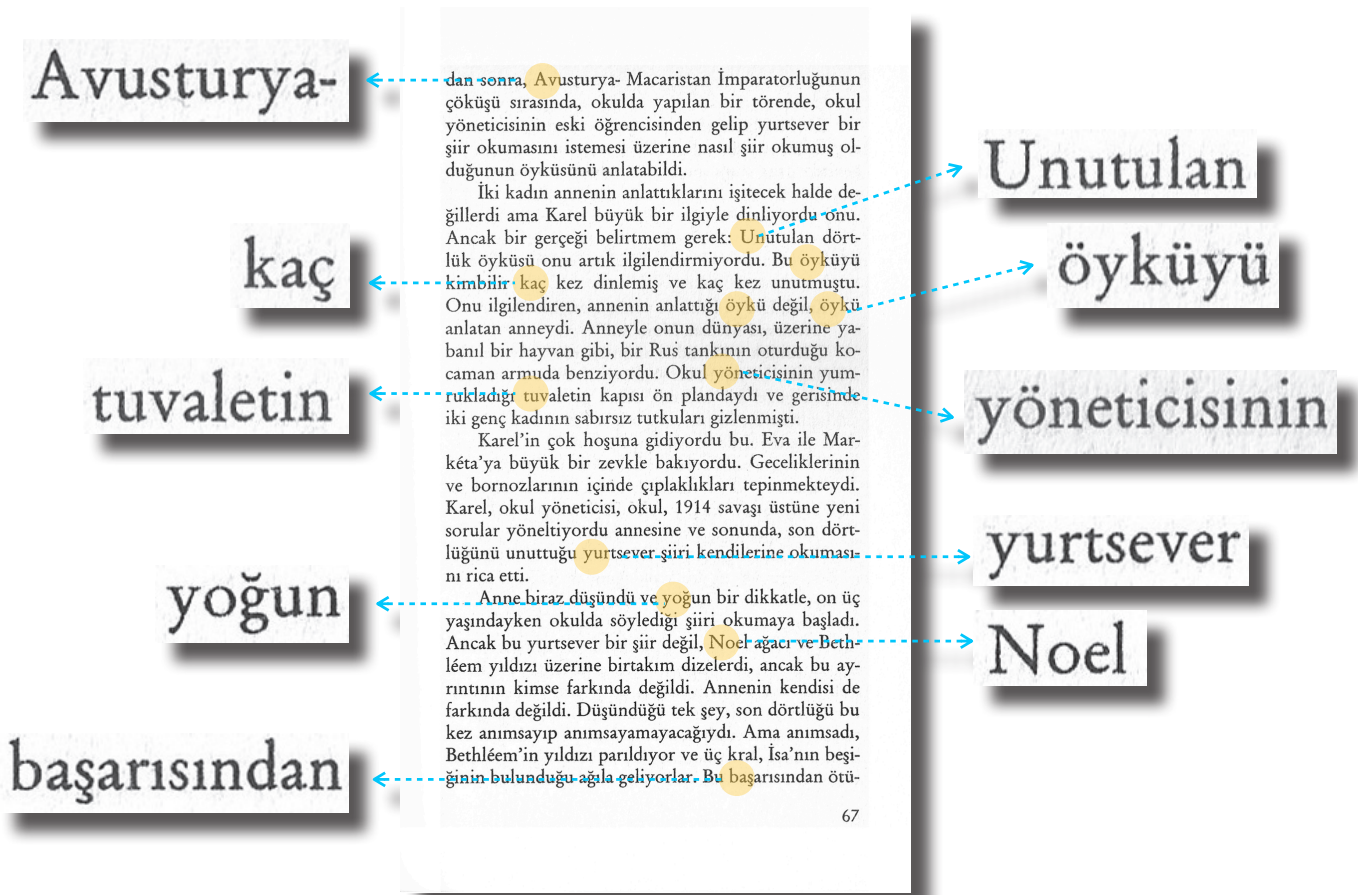 Avusturya-
kaç
tuvaletin
yoğun
başarısından
dan sonra, Avusturya- Macaristan İmparatorluğunun
çöküşü sırasında, okulda yapılan bir törende, okul
yöneticisinin eski öğrencisinden gelip yurtsever bir
şiir okumasını istemesi üzerine nasıl şiir okumuş ol-
duğunun öyküsünü anlatabildi.
İki kadın annenin anlattıklarını işitecek halde de-
ğillerdi ama Karel büyük bir ilgiyle dinliyordu onu.
Ancak bir gerçeği belirtmem gerek: Unutulan dört-
lük öyküsü onu artık ilgilendirmiyordu. Bu öyküyü
kimbilir kaç kez dinlemiş ve kaç kez unutmuştu.
Onu ilgilendiren, annenin anlattığı öykü değil, öykü
anlatan anneydi. Anneyle onun dünyası, üzerine ya-
banıl bir hayvan gibi, bir Rus tankının oturduğu ko-
caman armuda benziyordu. Okul yöneticisinin yum-
rukladığı tuvaletin kapısı ön plandaydı ve gerisinde
iki genç kadının sabırsız tutkuları gizlenmişti.
Karel'in çok hoşuna gidiyordu bu. Eva ile Mar-
kéta'ya büyük bir zevkle bakıyordu. Geceliklerinin
ve bornozlarının içinde çıplaklıkları tepinmekteydi.
Karel, okul yöneticisi, okul, 1914 savaşı üstüne yeni
sorular yöneltiyordu annesine ve sonunda, son dört-
lüğünü unuttuğu yurtsever şiiri kendilerine okuması-
nı rica etti.
Anne biraz düşündü ve yoğun bir dikkatle, on üç
yaşındayken okulda söylediği şiiri okumaya başladı.
Ancak bu yurtsever bir şiir değil, Noel ağacı ve Beth-
léem yıldızı üzerine birtakım dizelerdi, ancak bu ay-
rıntının kimse farkında değildi. Annenin kendisi de
farkında değildi. Düşündüğü tek şey, son dörtlüğü bu
kez anımsayıp anımsayamayacağıydı. Ama anımsadı,
Bethléem'in yıldızı parıldıyor ve üç kral, İsa'nın beşi-
ğinin bulunduğu ağıla geliyorlar. Bu başarısından ötü-
67
Unutulan
öyküyü
yöneticisinin
yurtsever
Noel